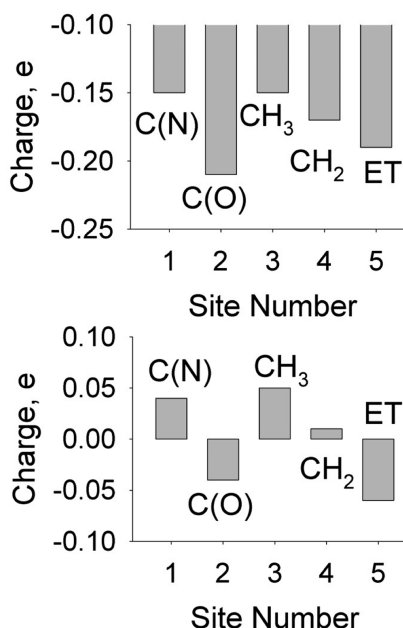 -0.10
-0.15
-0.20
-0.25
Charge, e
C(N)
C(O)
CH₃
CH₂
ET
1 2 3 4 5
Site Number
0.10
0.05
0.00
-0.05
-0.10
Charge, e
C(N)
C(O)
CH₃
CH₂
ET
1 2 3 4 5
Site Number